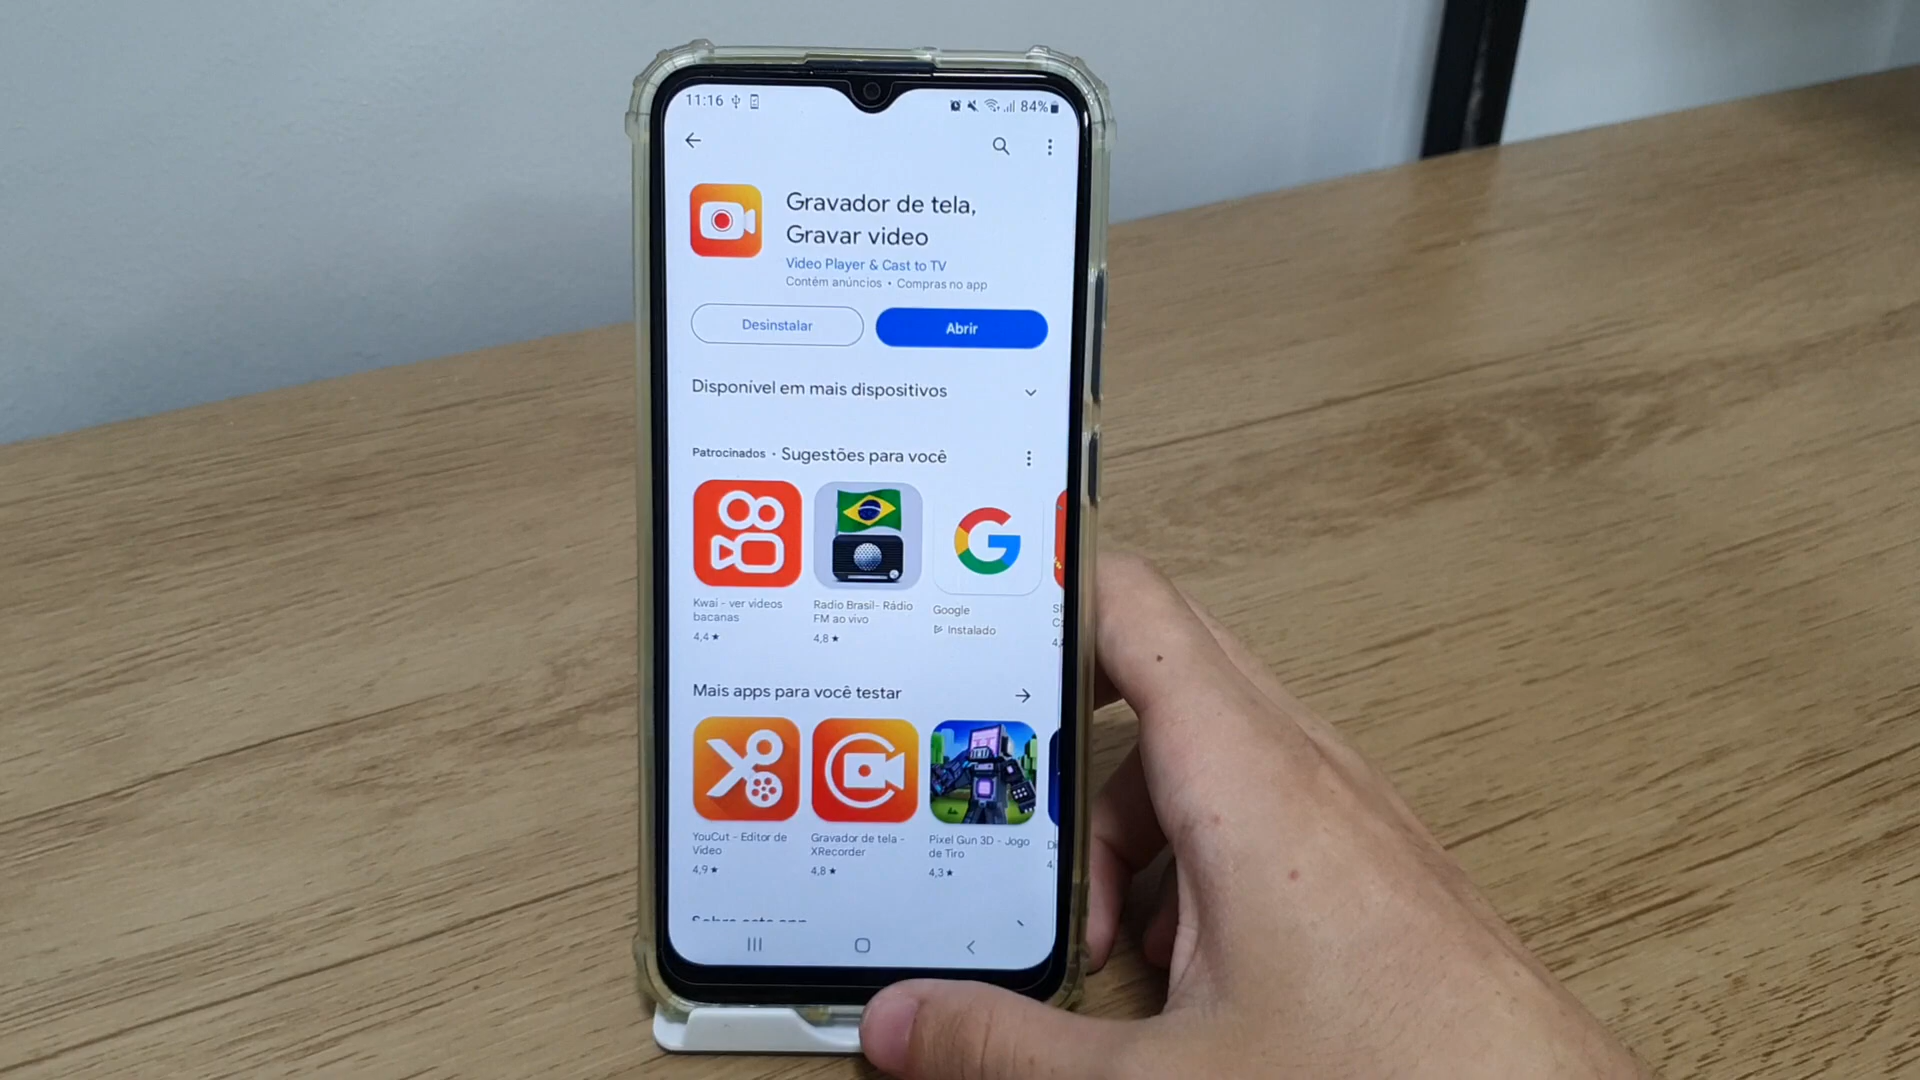 11:16
84%
Gravador de tela,
Gravar video
Video Player & Cast to TV
Contém anúncios • Compras no app
Desinstalar
Abrir
Disponível em mais dispositivos
Patrocinados • Sugestões para você
Kwai - ver vídeos
bacanas
4,4 ★
Radio Brasil- Rádio
FM ao vivo
4,8 ★
Google
Instalado
Mais apps para você testar
YouCut - Editor de
Video
4,9 ★
Gravador de tela -
XRecorder
4,8 ★
Pixel Gun 3D - Jogo
de Tiro
4,3 ★